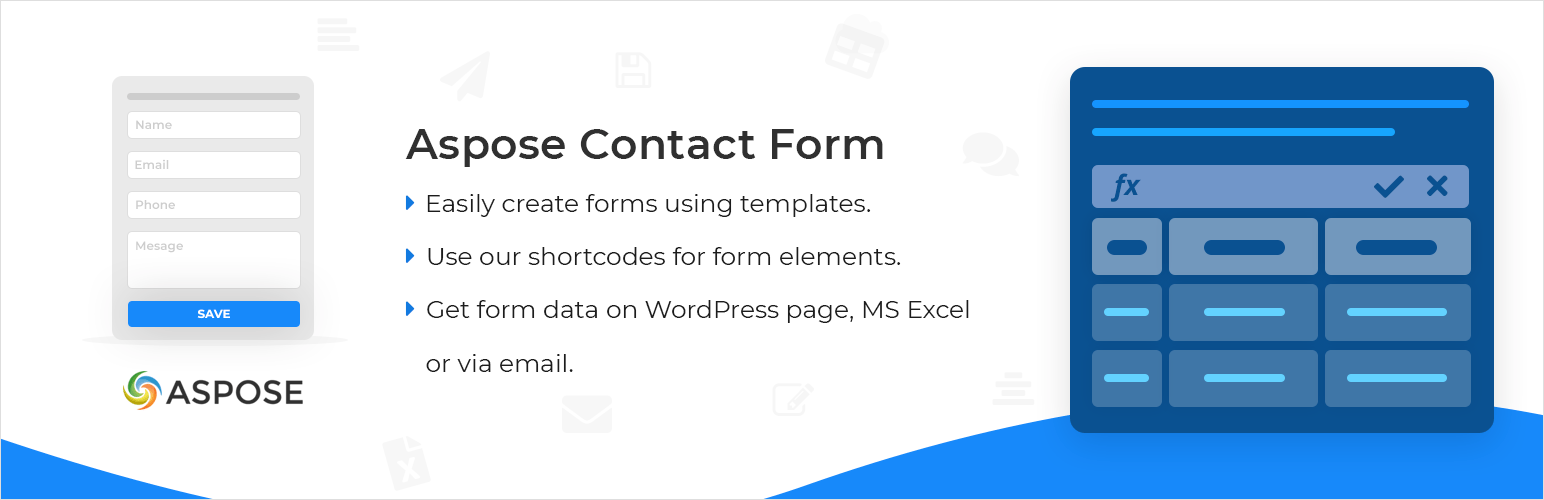 Name
Email
Phone
Mesage
SAVE
ASPOSE
Aspose Contact Form
Easily create forms using templates.
Use our shortcodes for form elements.
Get form data on WordPress page, MS Excel
or via email.
fx
X